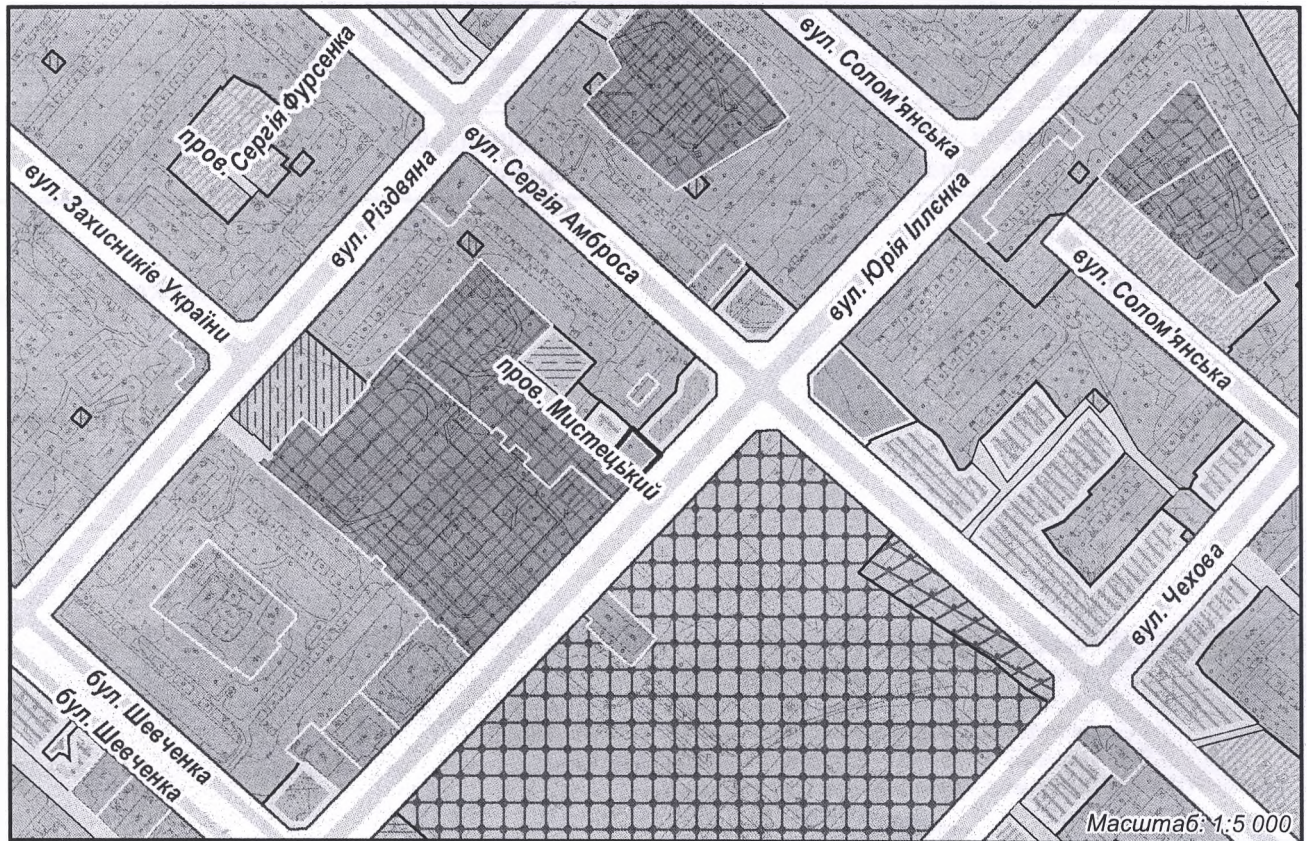 вул. Солом'янська
пров. Сергія Фурсенка
вул. Сергія Амброса
вул. Різдвяна
вул. Захисників України
вул. Юрія Іллєнка
вул. Солом'янська
пров. Мистецький
вул. Чехова
бул. Шевченка
бул. Шевченка
Масштаб: 1:5 000